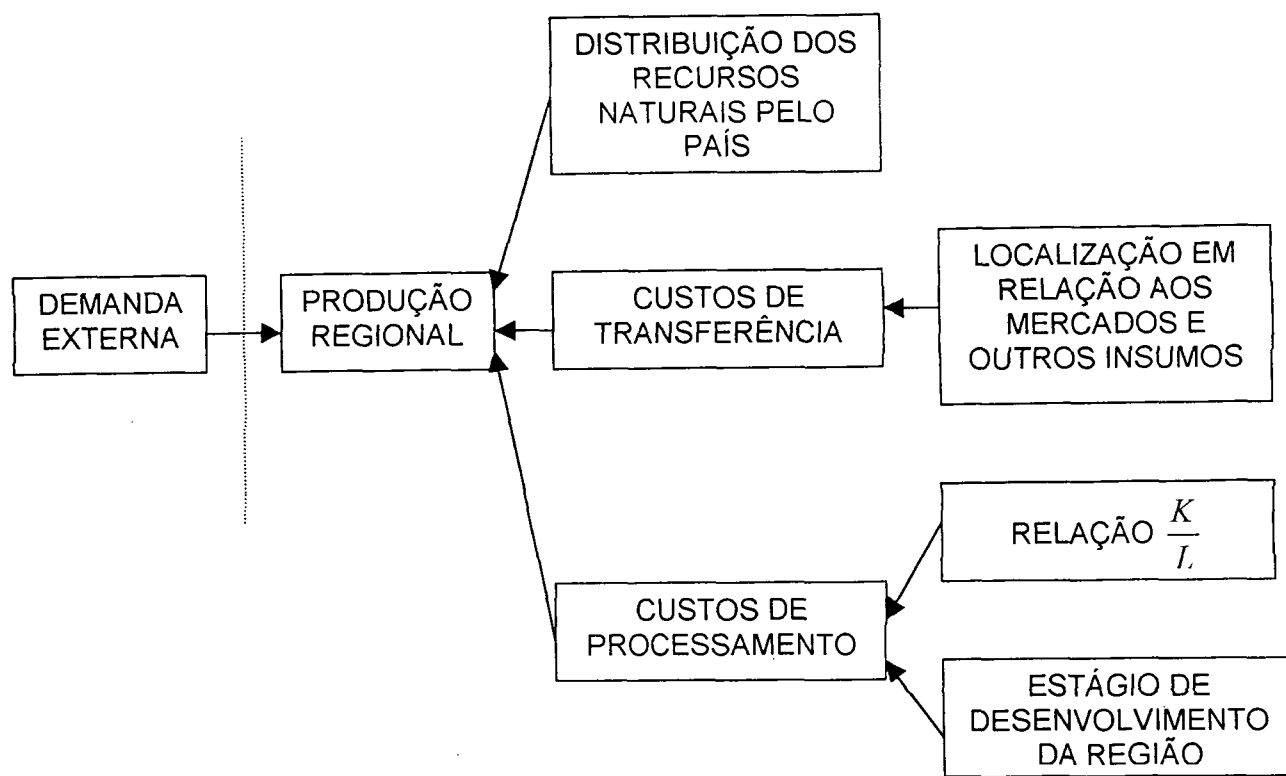 DISTRIBUIÇÃO DOS
RECURSOS
NATURAIS PELO
PAÍS
DEMANDA
EXTERNA
PRODUÇÃO
REGIONAL
CUSTOS DE
TRANSFERÊNCIA
LOCALIZAÇÃO EM
RELAÇÃO AOS
MERCADOS E
OUTROS INSUMOS
RELAÇÃO K/L
CUSTOS DE
PROCESSAMENTO
ESTÁGIO DE
DESENVOLVIMENTO
DA REGIÃO